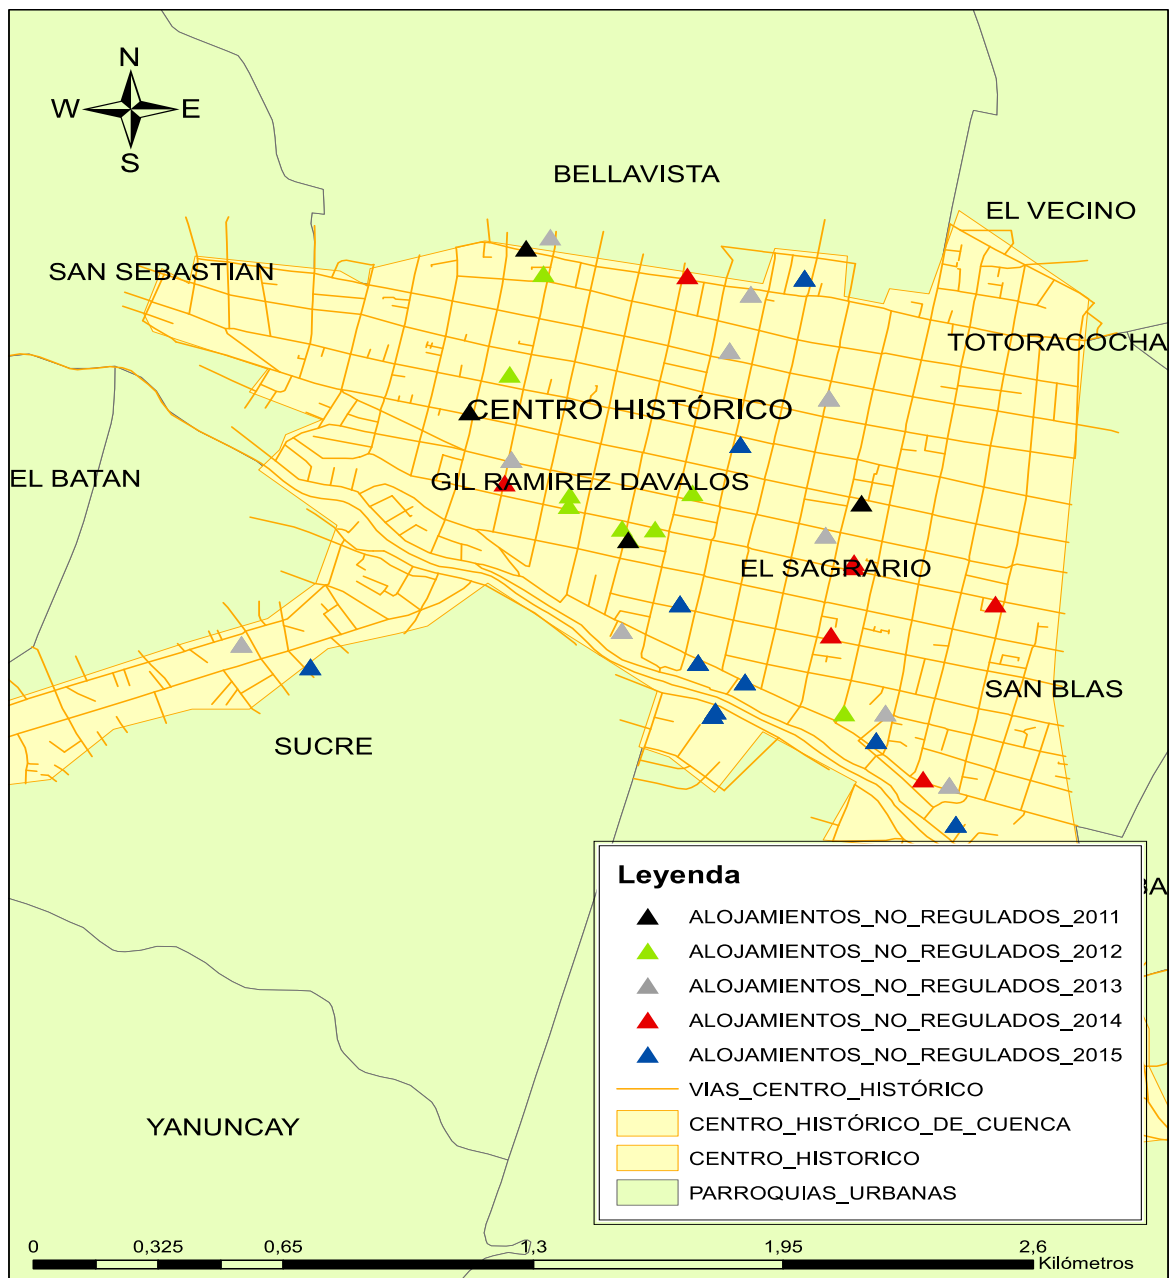 N
W E
S
BELLAVISTA
EL VECINO
SAN SEBASTIAN
TOTORACOCHA
CENTRO HISTÓRICO
EL BATAN
GIL RAMIREZ DAVALOS
EL SAGRARIO
SAN BLAS
SUCRE
YANUNCAY
BA
Leyenda
ALOJAMIENTOS_NO_REGULADOS_2011
ALOJAMIENTOS_NO_REGULADOS_2012
ALOJAMIENTOS_NO_REGULADOS_2013
ALOJAMIENTOS_NO_REGULADOS_2014
ALOJAMIENTOS_NO_REGULADOS_2015
VIAS_CENTRO_HISTÓRICO
CENTRO_HISTÓRICO_DE_CUENCA
CENTRO_HISTORICO
PARROQUIAS_URBANAS
0 0,325 0,65 1,3 1,95 2,6
Kilómetros